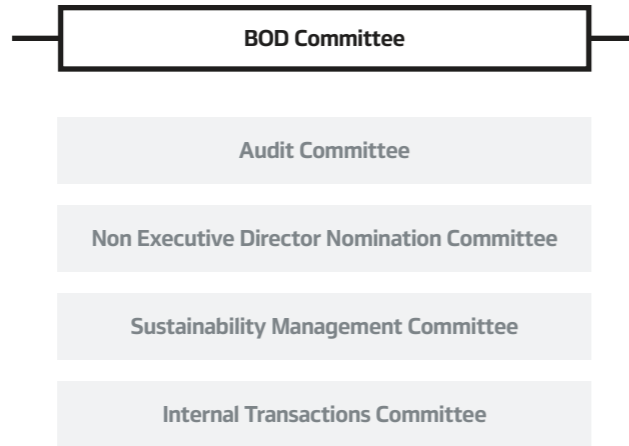 BOD Committee
Audit Committee
Non Executive Director Nomination Committee
Sustainability Management Committee
Internal Transactions Committee